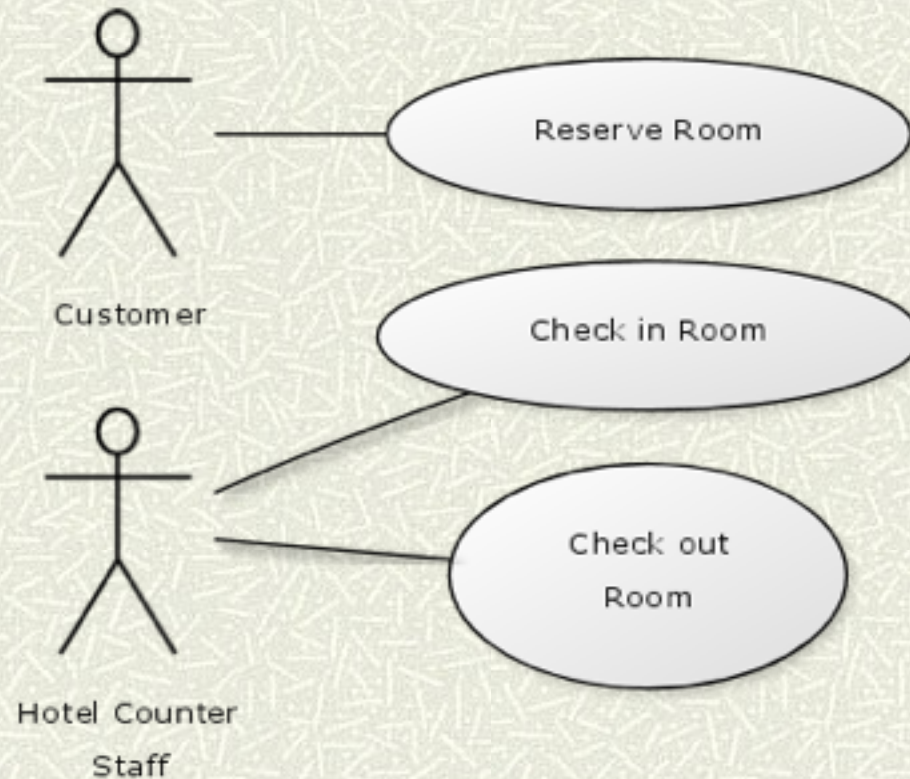 Reserve Room
Customer
Check in Room
Check out
Room
Hotel Counter
Staff